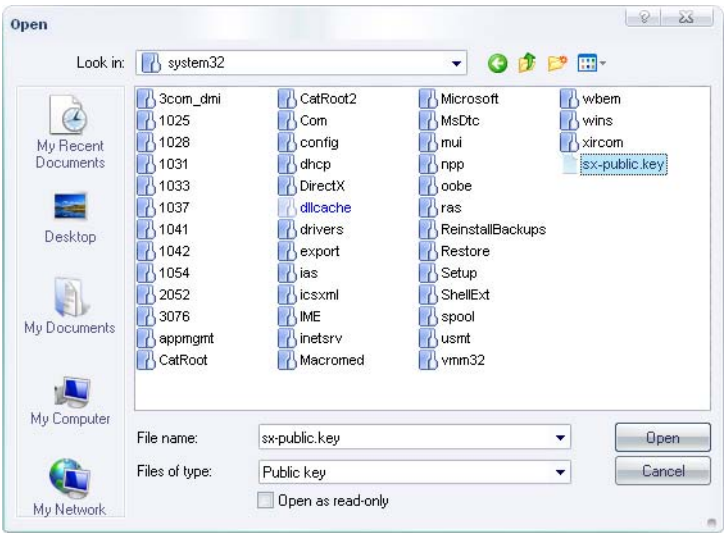 Open
Look in: system32
My Recent
Documents
Desktop
My Documents
My Computer
My Network
3com_dmi
1025
1028
1031
1033
1037
1041
1042
1054
2052
3076
appmgmt
CatRoot
CatRoot2
Com
config
dhcp
DirectX
dllcache
drivers
export
ias
icsxml
IME
inetsrv
Macromed
Microsoft
MsDtc
mui
npp
oobe
ras
ReinstallBackups
Restore
Setup
ShellExt
spool
usmt
vmm32
wbem
wins
xircom
sx-public.key
File name: sx-public.key Open
Files of type: Public key Cancel
Open as read-only